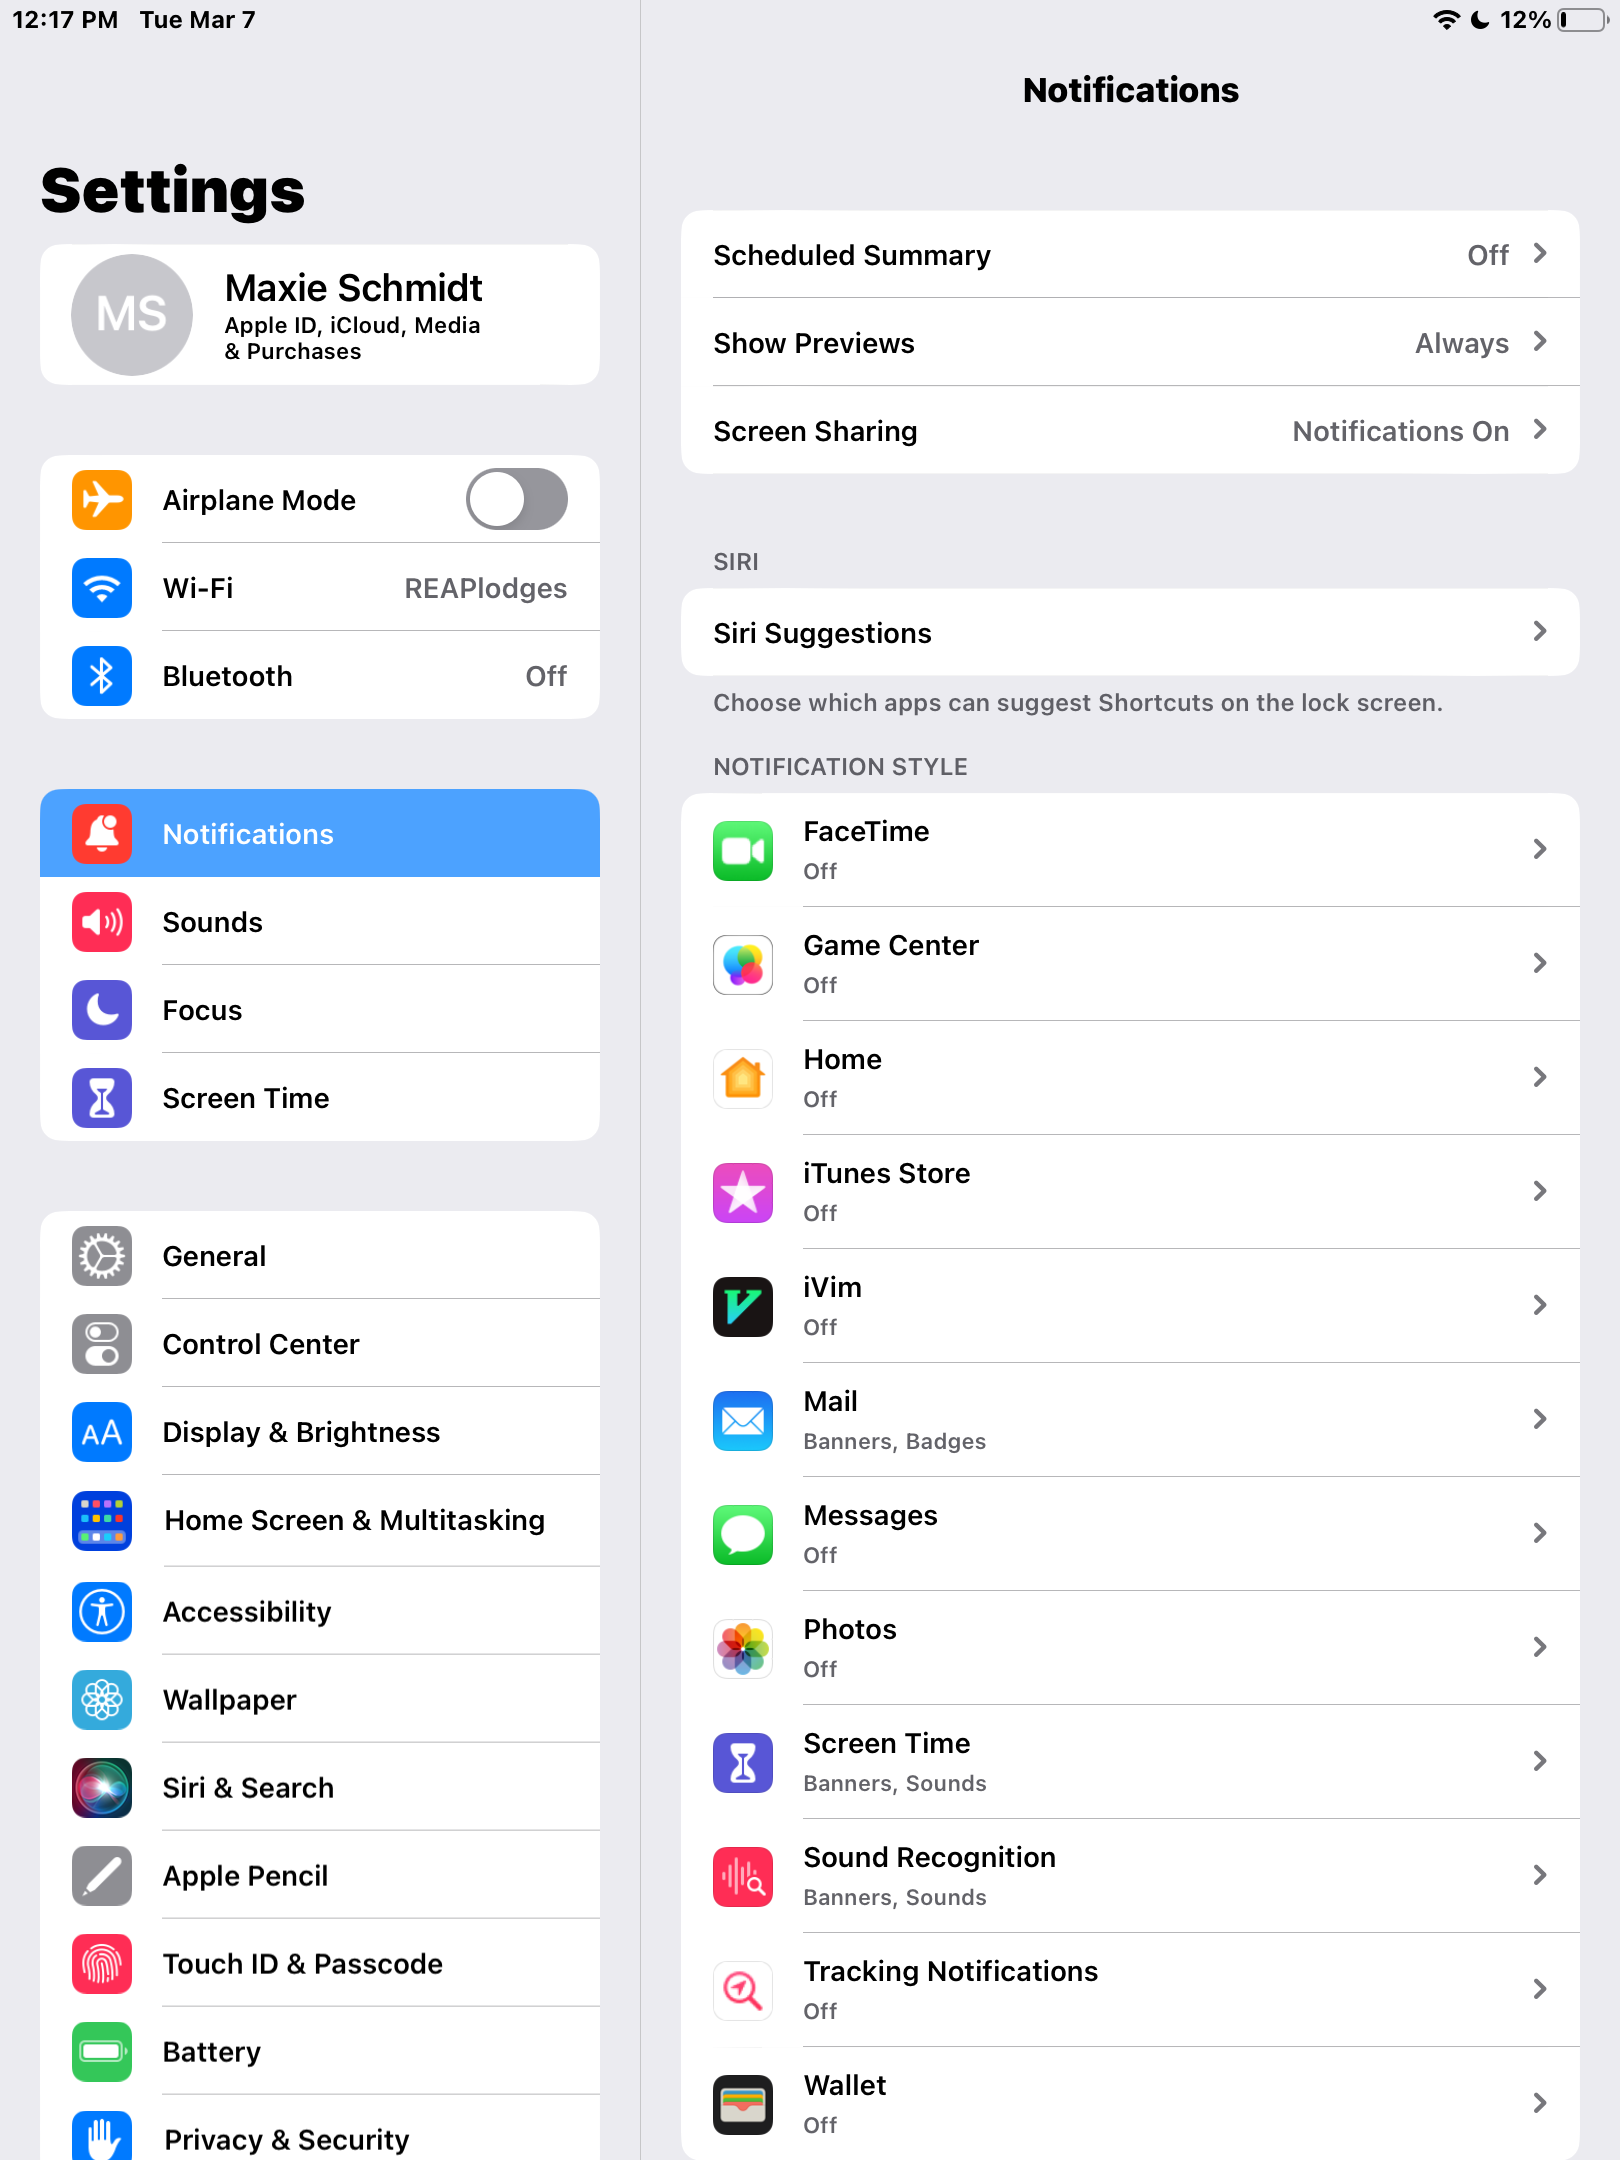 12:17 PM Tue Mar 7
12%
Settings
MS
Maxie Schmidt
Apple ID, iCloud, Media
& Purchases
Airplane Mode
Wi-Fi REAPlodges
Bluetooth Off
Notifications
Sounds
Focus
Screen Time
General
Control Center
AA Display & Brightness
Home Screen & Multitasking
Accessibility
Wallpaper
Siri & Search
Apple Pencil
Touch ID & Passcode
Battery
Privacy & Security
Notifications
Scheduled Summary Off
Show Previews Always
Screen Sharing Notifications On
SIRI
Siri Suggestions
Choose which apps can suggest Shortcuts on the lock screen.
NOTIFICATION STYLE
FaceTime
Off
Game Center
Off
Home
Off
iTunes Store
Off
iVim
Off
Mail
Banners, Badges
Messages
Off
Photos
Off
Screen Time
Banners, Sounds
Sound Recognition
Banners, Sounds
Tracking Notifications
Off
Wallet
Off